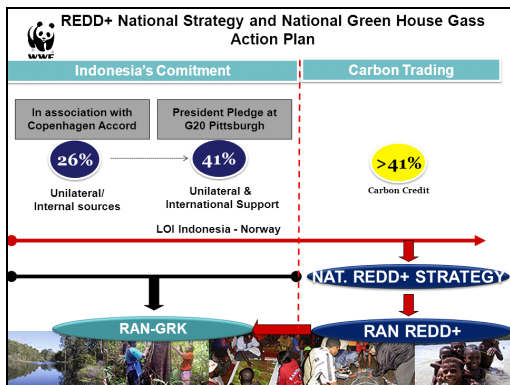 REDD+ National Strategy and National Green House Gass
Action Plan
WWF
Indonesia's Comitment
Carbon Trading
In association with
Copenhagen Accord
President Pledge at
G20 Pittsburgh
26%
41%
>41%
Unilateral/
Internal sources
Unilateral &
International Support
Carbon Credit
LOI Indonesia - Norway
NAT. REDD+ STRATEGY
RAN-GRK
RAN REDD+